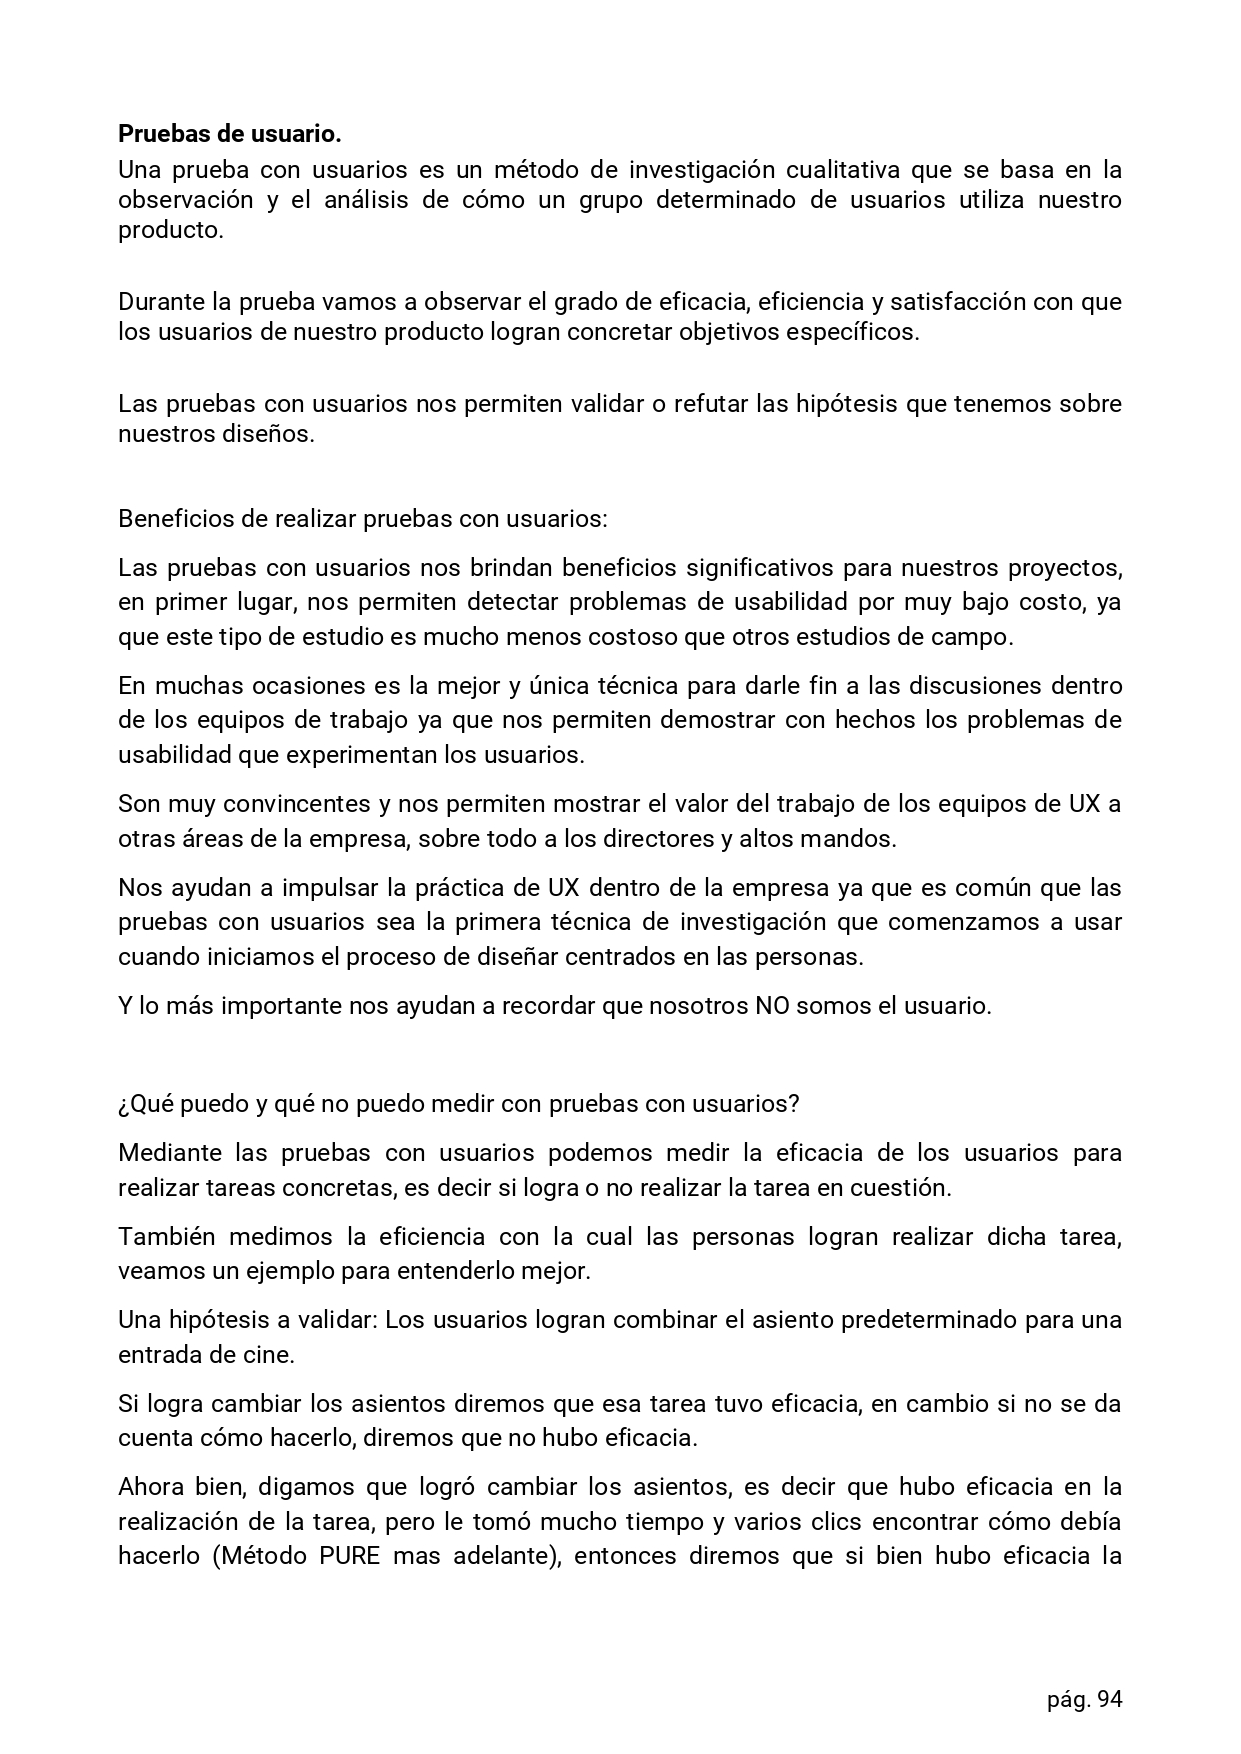 Pruebas de usuario.
Una prueba con usuarios es un método de investigación cualitativa que se basa en la
observación y el análisis de cómo un grupo determinado de usuarios utiliza nuestro
producto.
Durante la prueba vamos a observar el grado de eficacia, eficiencia y satisfacción con que
los usuarios de nuestro producto logran concretar objetivos específicos.
Las pruebas con usuarios nos permiten validar o refutar las hipótesis que tenemos sobre
nuestros diseños.
Beneficios de realizar pruebas con usuarios:
Las pruebas con usuarios nos brindan beneficios significativos para nuestros proyectos,
en primer lugar, nos permiten detectar problemas de usabilidad por muy bajo costo, ya
que este tipo de estudio es mucho menos costoso que otros estudios de campo.
En muchas ocasiones es la mejor y única técnica para darle fin a las discusiones dentro
de los equipos de trabajo ya que nos permiten demostrar con hechos los problemas de
usabilidad que experimentan los usuarios.
Son muy convincentes y nos permiten mostrar el valor del trabajo de los equipos de UX a
otras áreas de la empresa, sobre todo a los directores y altos mandos.
Nos ayudan a impulsar la práctica de UX dentro de la empresa ya que es común que las
pruebas con usuarios sea la primera técnica de investigación que comenzamos a usar
cuando iniciamos el proceso de diseñar centrados en las personas.
Y lo más importante nos ayudan a recordar que nosotros NO somos el usuario.
¿Qué puedo y qué no puedo medir con pruebas con usuarios?
Mediante las pruebas con usuarios podemos medir la eficacia de los usuarios para
realizar tareas concretas, es decir si logra o no realizar la tarea en cuestión.
También medimos la eficiencia con la cual las personas logran realizar dicha tarea,
veamos un ejemplo para entenderlo mejor.
Una hipótesis a validar: Los usuarios logran combinar el asiento predeterminado para una
entrada de cine.
Si logra cambiar los asientos diremos que esa tarea tuvo eficacia, en cambio si no se da
cuenta cómo hacerlo, diremos que no hubo eficacia.
Ahora bien, digamos que logró cambiar los asientos, es decir que hubo eficacia en la
realización de la tarea, pero le tomó mucho tiempo y varios clics encontrar cómo debía
hacerlo (Método PURE mas adelante), entonces diremos que si bien hubo eficacia la
pág. 94